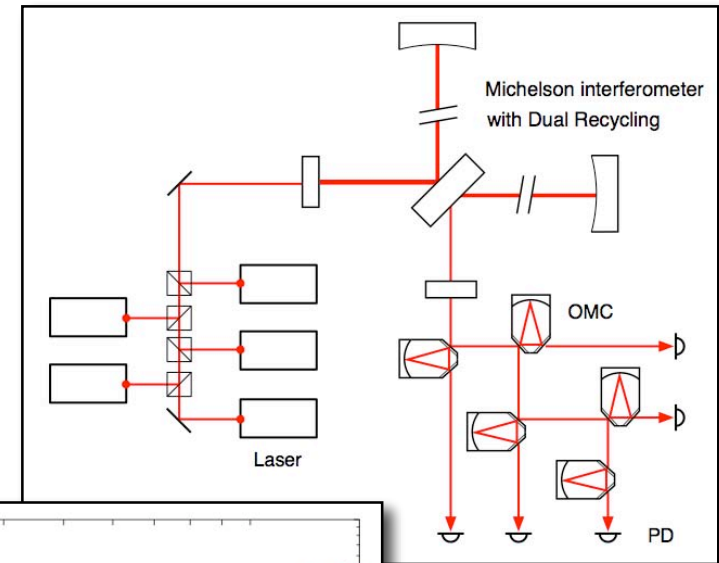 Michelson interferometer
with Dual Recycling
OMC
Laser
PD